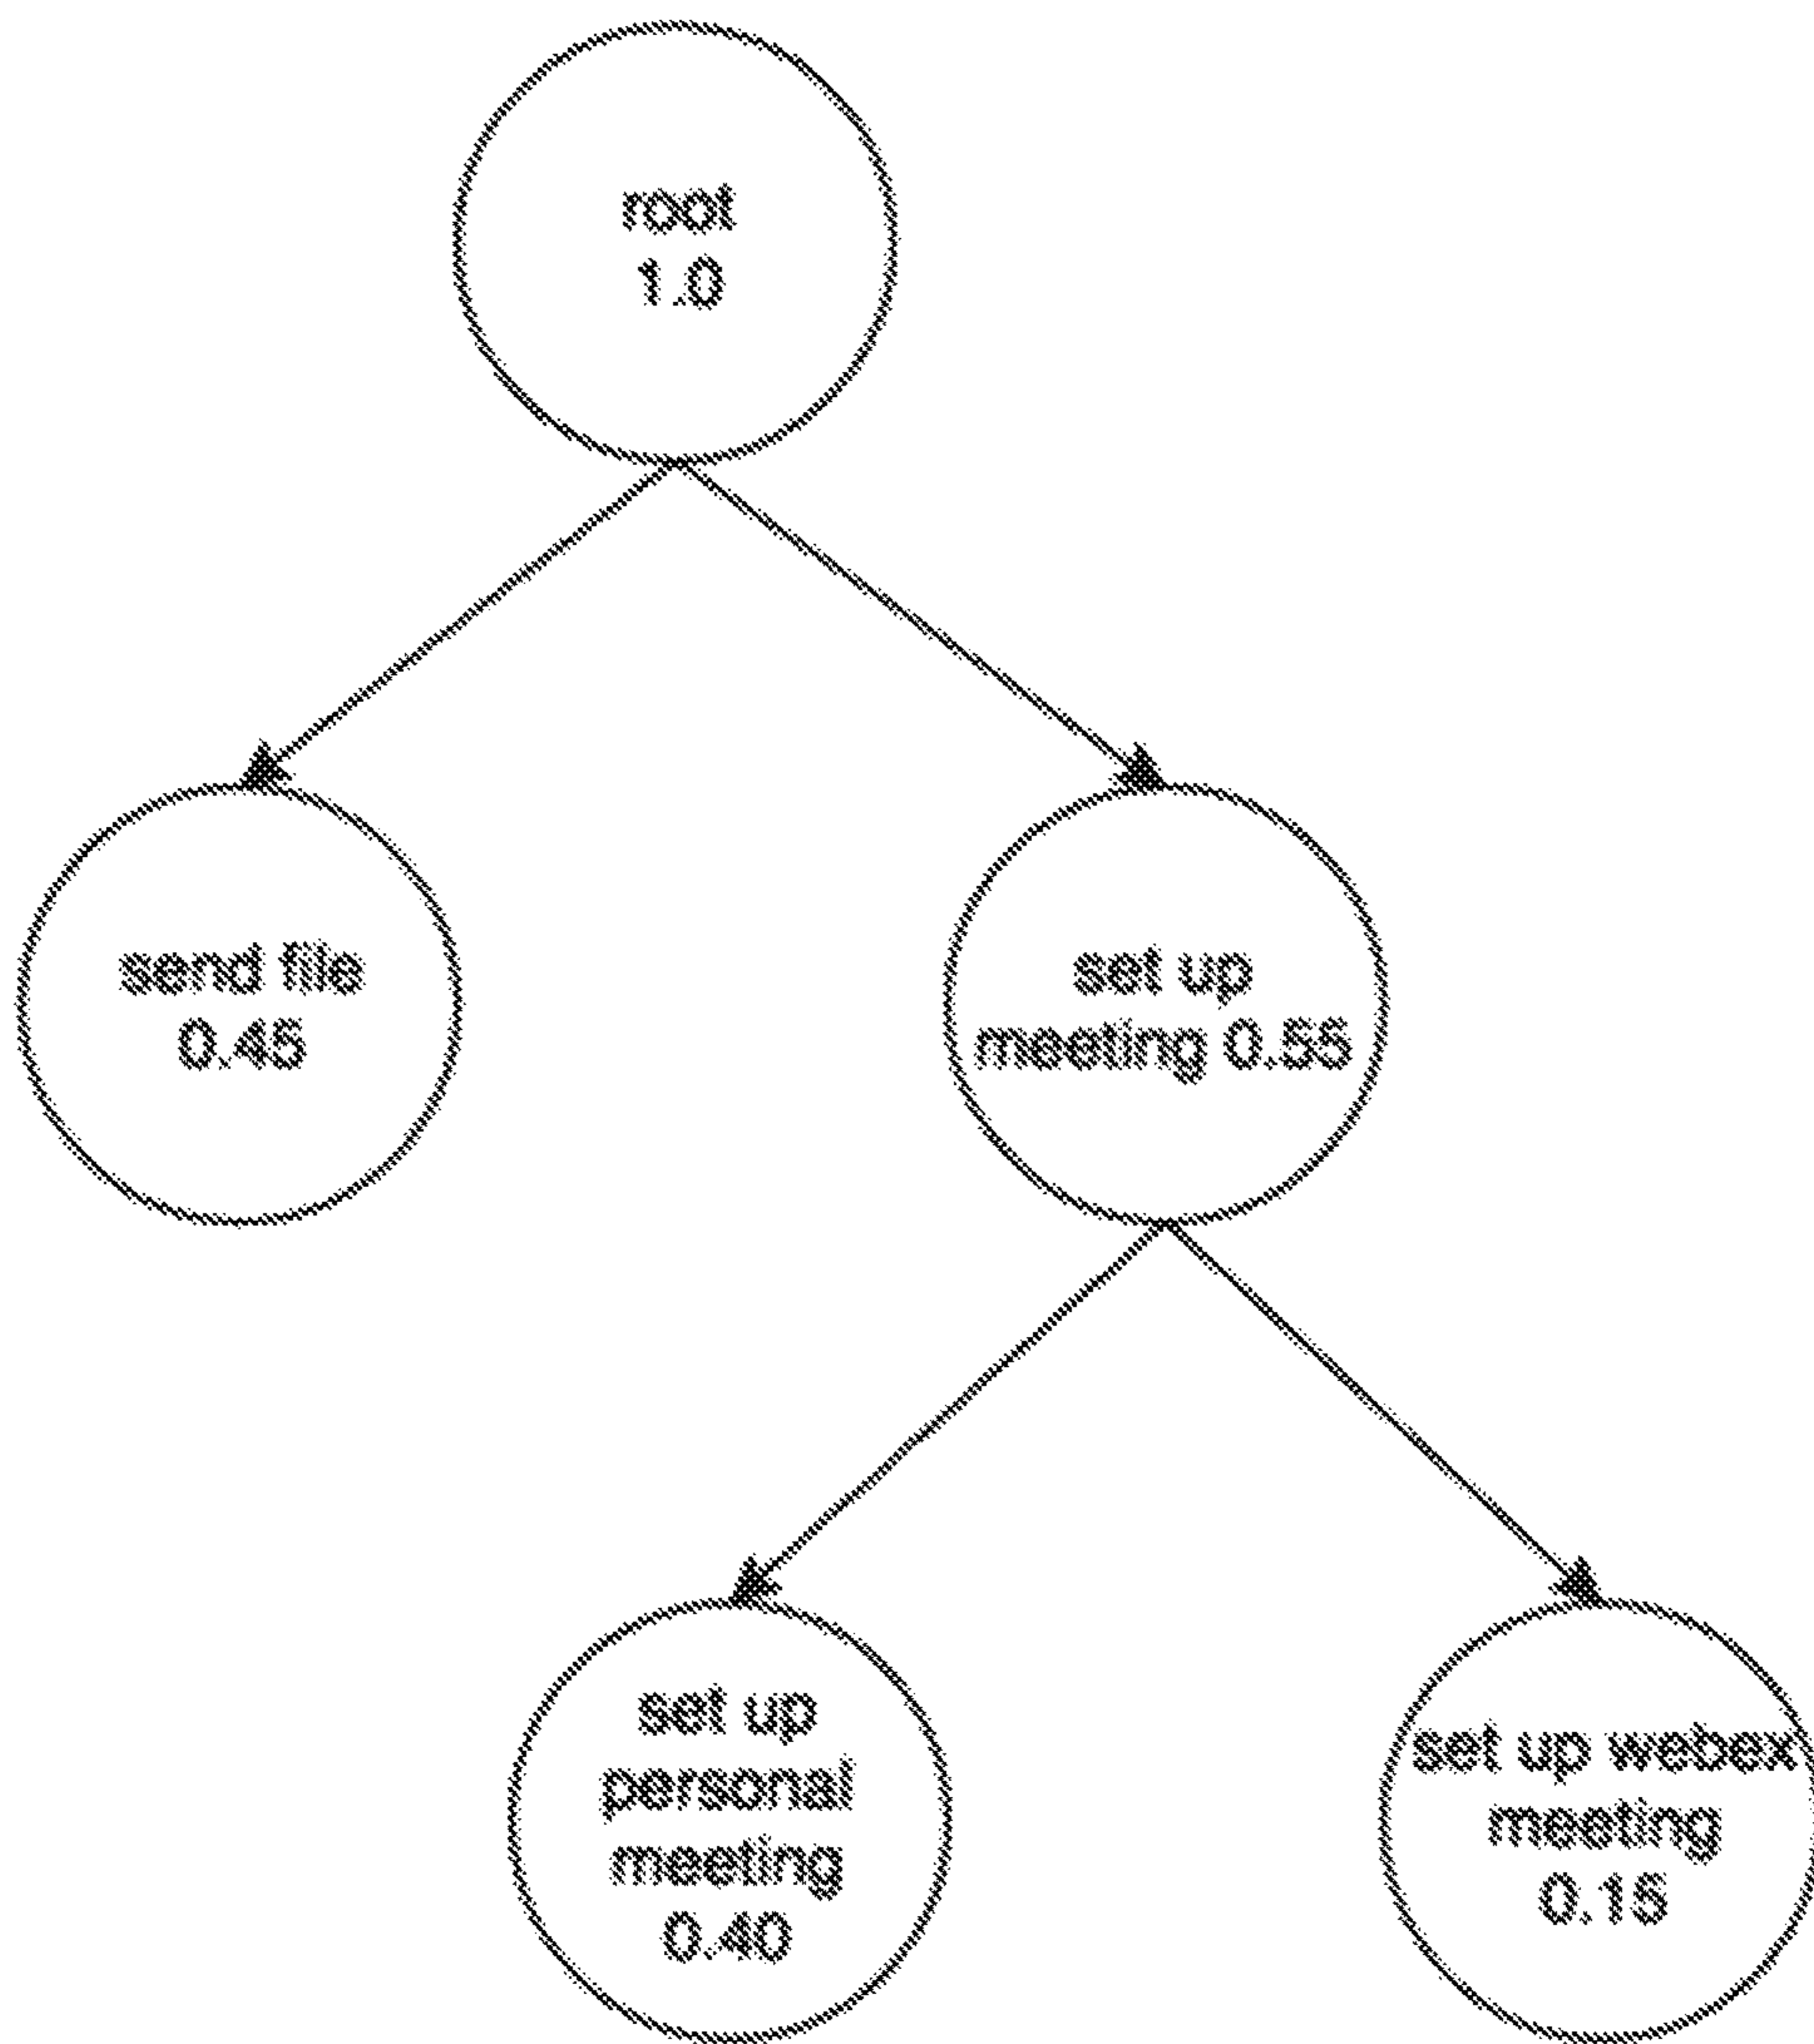 root
1.0
send file
0.45
set up
meeting 0.55
set up
personal
meeting
0.40
set up webex
meeting
0.15